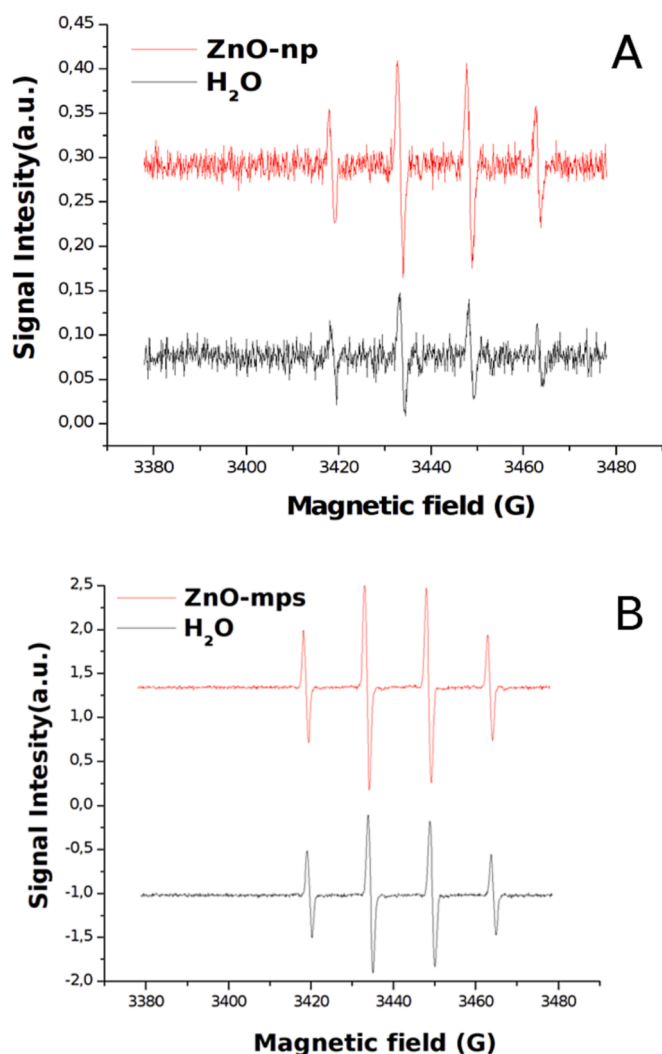 0,45
ZnO-np
A
0,40
H₂O
0,35
0,30
0,25
0,20
0,15
0,10
0,05
0,00
Signal Intesity(a.u.)
3380 3400 3420 3440 3460 3480
Magnetic field (G)
2,5
ZnO-mps
B
H₂O
2,0
1,5
1,0
0,5
0,0
-0,5
-1,0
-1,5
-2,0
Signal Intesity(a.u.)
3380 3400 3420 3440 3460 3480
Magnetic field (G)